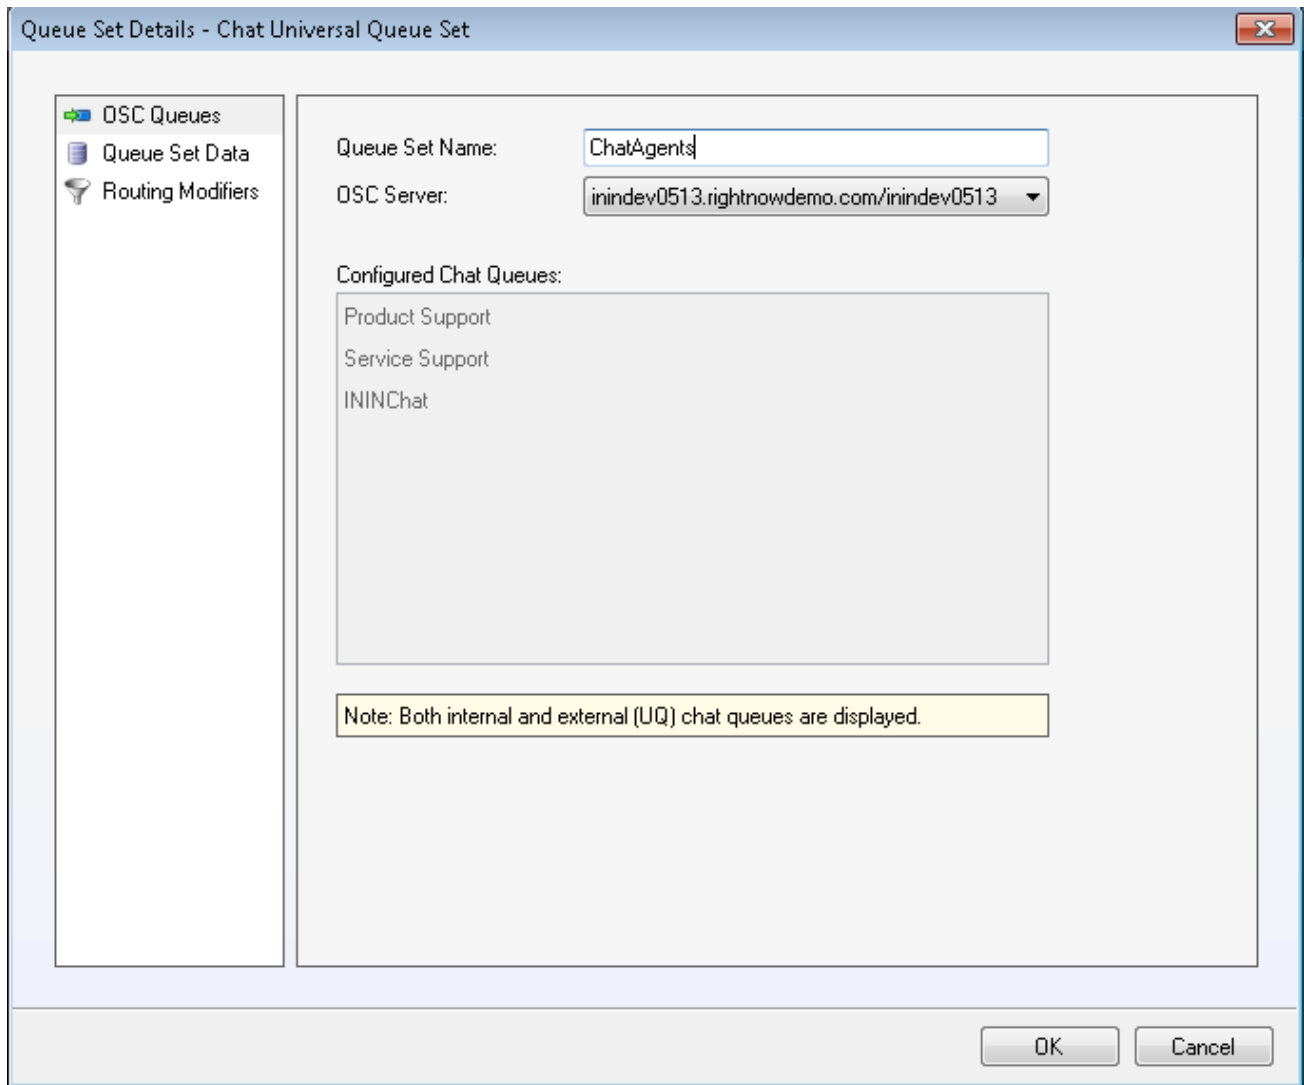 Queue Set Details - Chat Universal Queue Set
OSC Queues
Queue Set Data
Routing Modifiers
Queue Set Name:
ChatAgents
OSC Server:
inindev0513.rightnowdemo.com/inindev0513
Configured Chat Queues:
Product Support
Service Support
ININChat
Note: Both internal and external (UQ) chat queues are displayed.
OK
Cancel